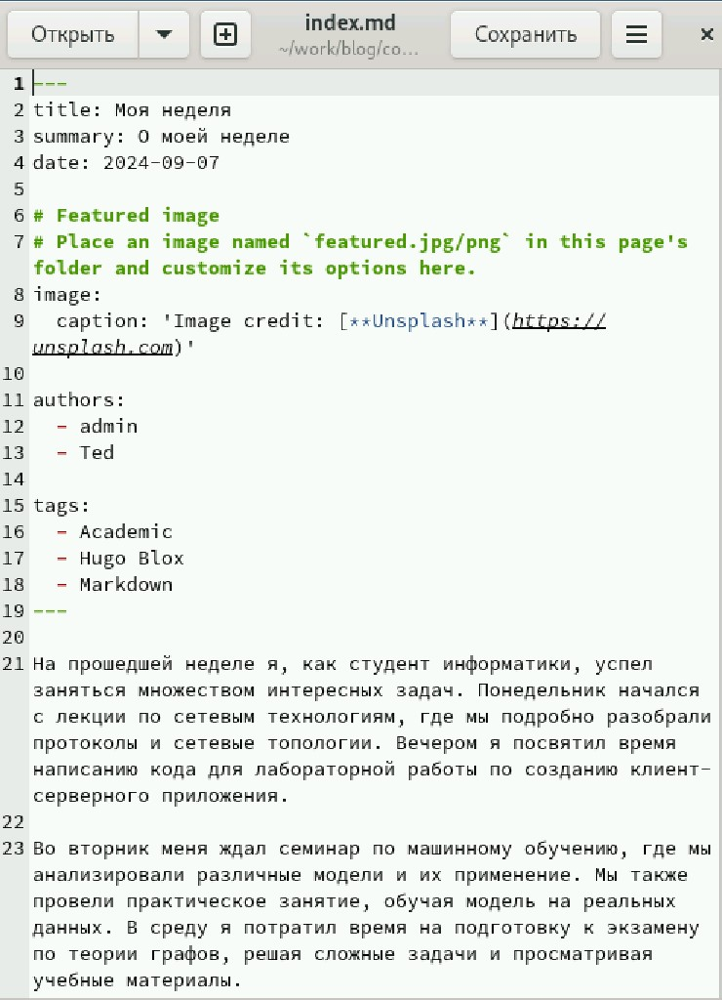 Открыть
index.md
~/work/blog/co...
Сохранить
1 ---
2 title: Моя неделя
3 summary: О моей неделе
4 date: 2024-09-07
5
6 # Featured image
7 # Place an image named `featured.jpg/png` in this page's
folder and customize its options here.
8 image:
9   caption: 'Image credit: [**Unsplash**](https://
unsplash.com)'
10
11 authors:
12   - admin
13   - Ted
14
15 tags:
16   - Academic
17   - Hugo Blox
18   - Markdown
19 ---
20
21 На прошедшей неделе я, как студент информатики, успел
заняться множеством интересных задач. Понедельник начался
с лекции по сетевым технологиям, где мы подробно разобрали
протоколы и сетевые топологии. Вечером я посвятил время
написанию кода для лабораторной работы по созданию клиент-
серверного приложения.
22
23 Во вторник меня ждал семинар по машинному обучению, где мы
анализировали различные модели и их применение. Мы также
провели практическое занятие, обучая модель на реальных
данных. В среду я потратил время на подготовку к экзамену
по теории графов, решая сложные задачи и просматривая
учебные материалы.